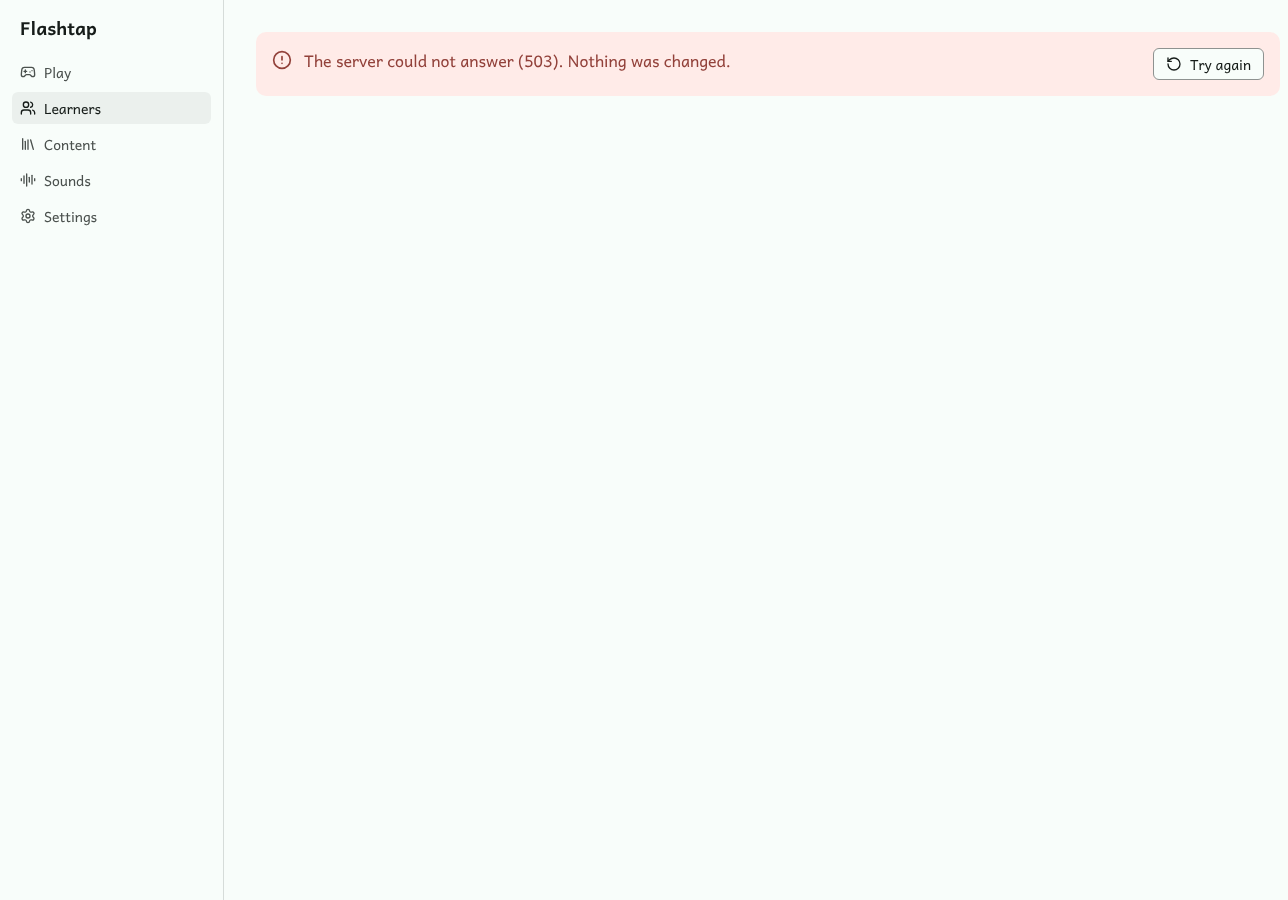 Flashtap
Play
Learners
Content
Sounds
Settings
The server could not answer (503). Nothing was changed.
Try again